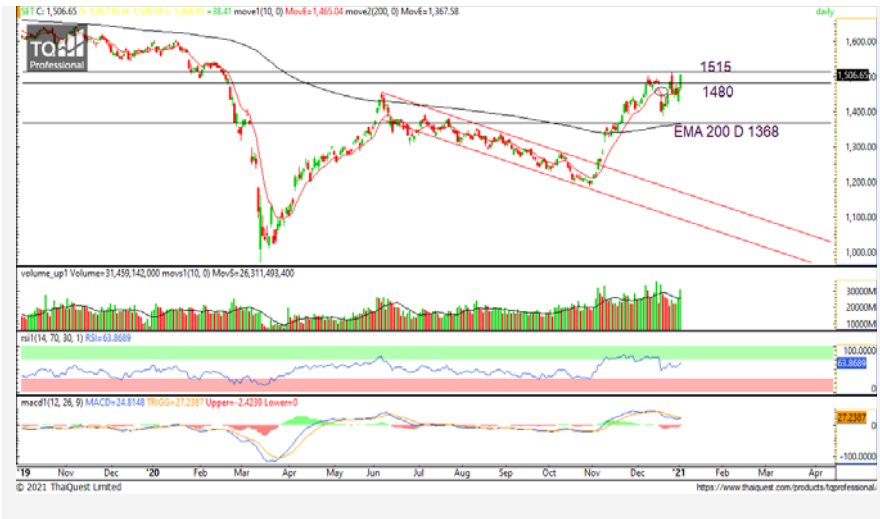 SET C: 1,506.65 +38.41 move1(10, 0) MovE=1,465.04 move2(200, 0) MovE=1,367.58 daily
TQ
Professional
1,600.00
1515
1,506.65
1480
1,400.00
EMA 200 D 1368
1,300.00
1,200.00
1,100.00
1,000.00
volume_up1 Volume=31,459,142,000 movs1(10, 0) MovS=26,311,493,400
30000M
20000M
10000M
rsi1(14, 70, 30, 1) RSI=63.8689
100.0000
63.8689
0
macd1(12, 26, 9) MACD=24.8148 TRIGG=27.2387 Upper=-2.4239 Lower=0
27.2387
0
-100.0000
'19 Nov Dec '20 Feb Mar Apr May Jun Jul Aug Sep Oct Nov Dec '21 Feb Mar Apr
© 2021 ThaiQuest Limited https://www.thaiquest.com/products/tqprofessional